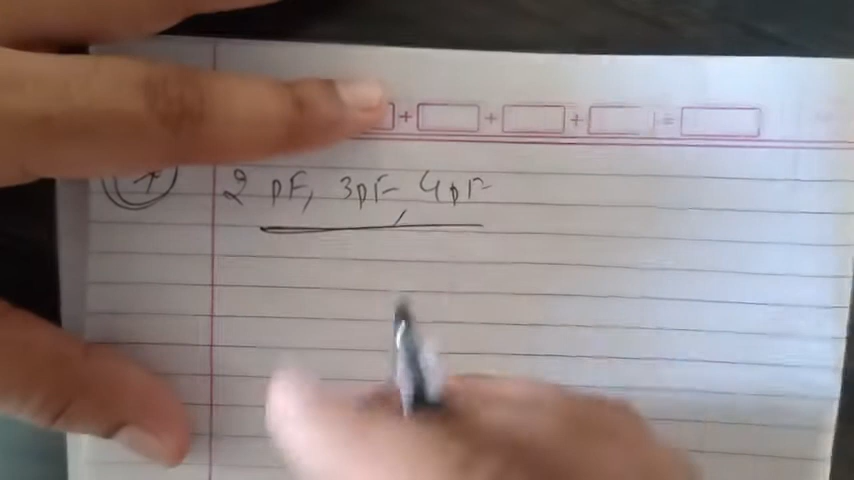 + + + =
2 pF, 3pF, 4pF